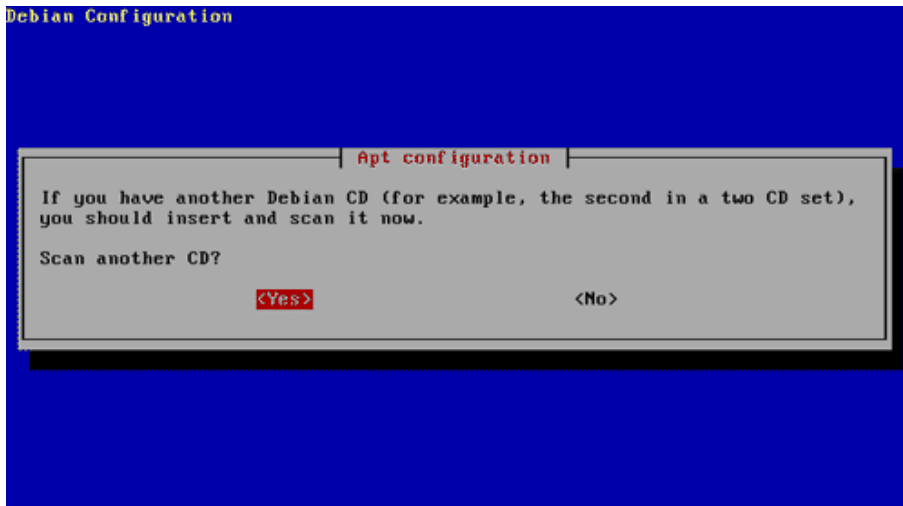 Debian Configuration
Apt configuration
If you have another Debian CD (for example, the second in a two CD set),
you should insert and scan it now.
Scan another CD?
<Yes> <No>